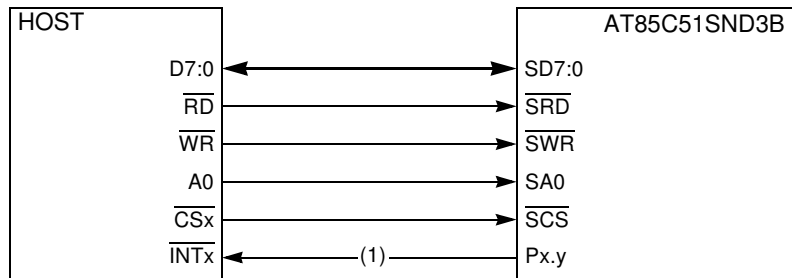 HOST AT85C51SND3B
D7:0 SD7:0
RD SRD
WR SWR
A0 SA0
CSx SCS
INTx (1) Px.y